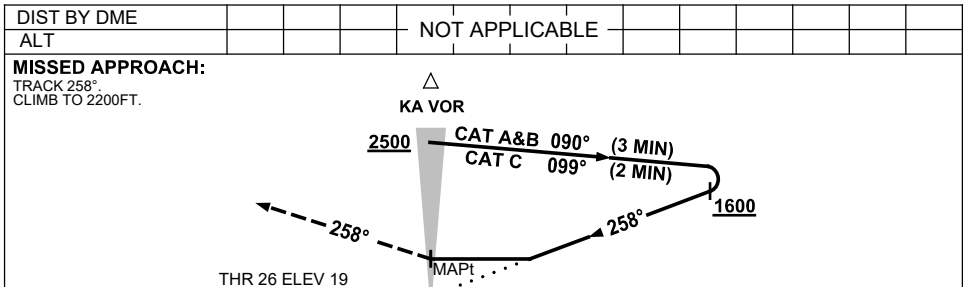 DIST BY DME
NOT APPLICABLE
ALT
MISSED APPROACH:
TRACK 258°.
CLIMB TO 2200FT.
KA VOR
2500
CAT A&B 090° (3 MIN)
CAT C 099° (2 MIN)
1600
258°
258°
MAPt
THR 26 ELEV 19